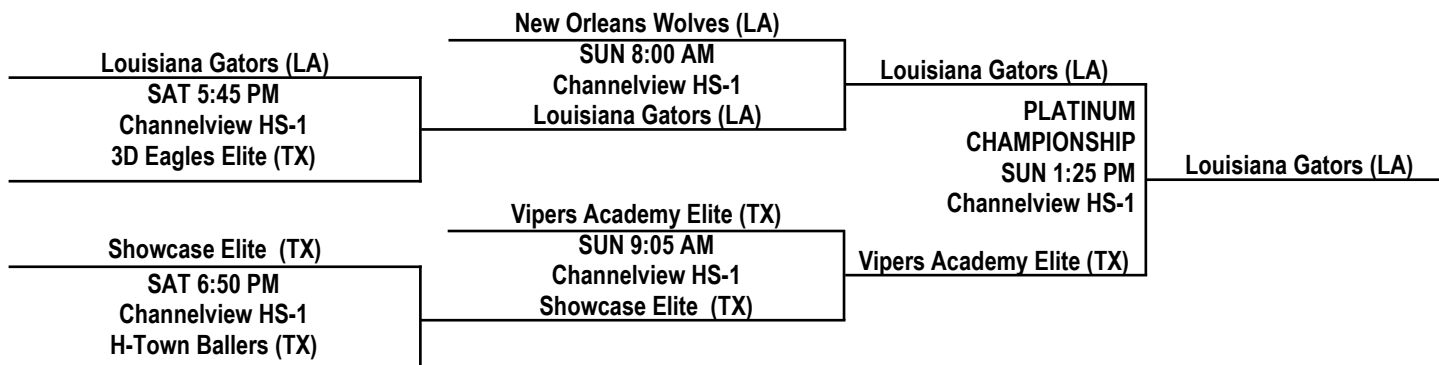 Louisiana Gators (LA)
SAT 5:45 PM
Channelview HS-1
3D Eagles Elite (TX)
Showcase Elite (TX)
SAT 6:50 PM
Channelview HS-1
H-Town Ballers (TX)
New Orleans Wolves (LA)
SUN 8:00 AM
Channelview HS-1
Louisiana Gators (LA)
Vipers Academy Elite (TX)
SUN 9:05 AM
Channelview HS-1
Showcase Elite (TX)
Louisiana Gators (LA)
PLATINUM
CHAMPIONSHIP
SUN 1:25 PM
Channelview HS-1
Vipers Academy Elite (TX)
Louisiana Gators (LA)